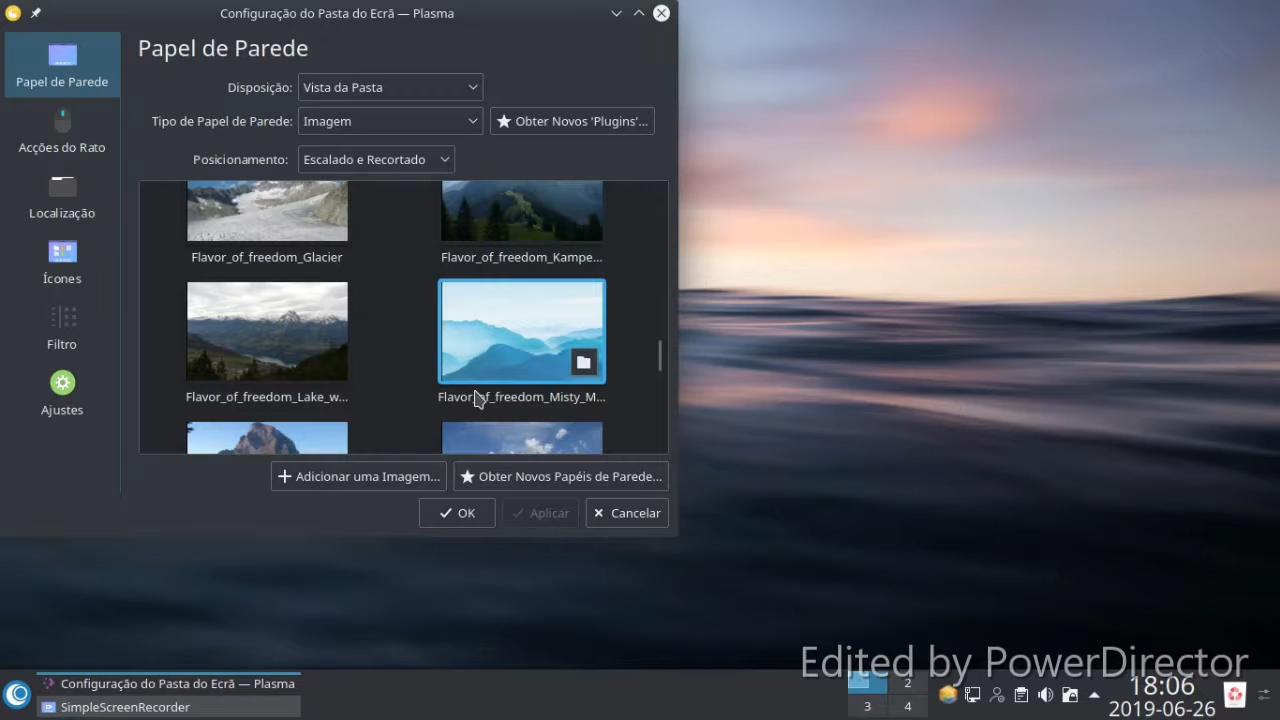 Configuração do Pasta do Ecrã — Plasma
Papel de Parede
Papel de Parede
Acções do Rato
Localização
Ícones
Filtro
Ajustes
Disposição: Vista da Pasta
Tipo de Papel de Parede: Imagem Obter Novos 'Plugins'...
Posicionamento: Escalado e Recortado
Flavor_of_freedom_Glacier Flavor_of_freedom_Kampe...
Flavor_of_freedom_Lake_w... Flavor_of_freedom_Misty_M...
Adicionar uma Imagem... Obter Novos Papéis de Parede...
OK Aplicar Cancelar
Edited by PowerDirector
Configuração do Pasta do Ecrã — Plasma
SimpleScreenRecorder
2
3 4
18:06
2019-06-26